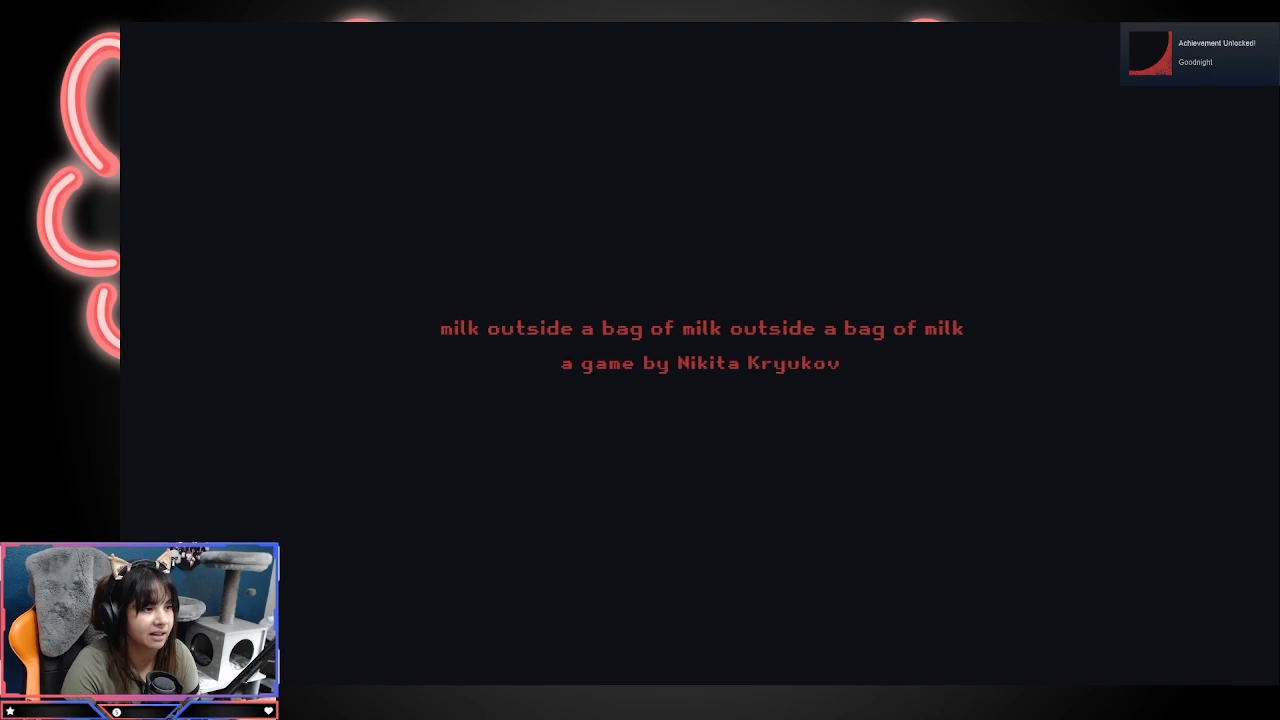 Achievement Unlocked!
Goodnight
milk outside a bag of milk outside a bag of milk
a game by Nikita Kryukov